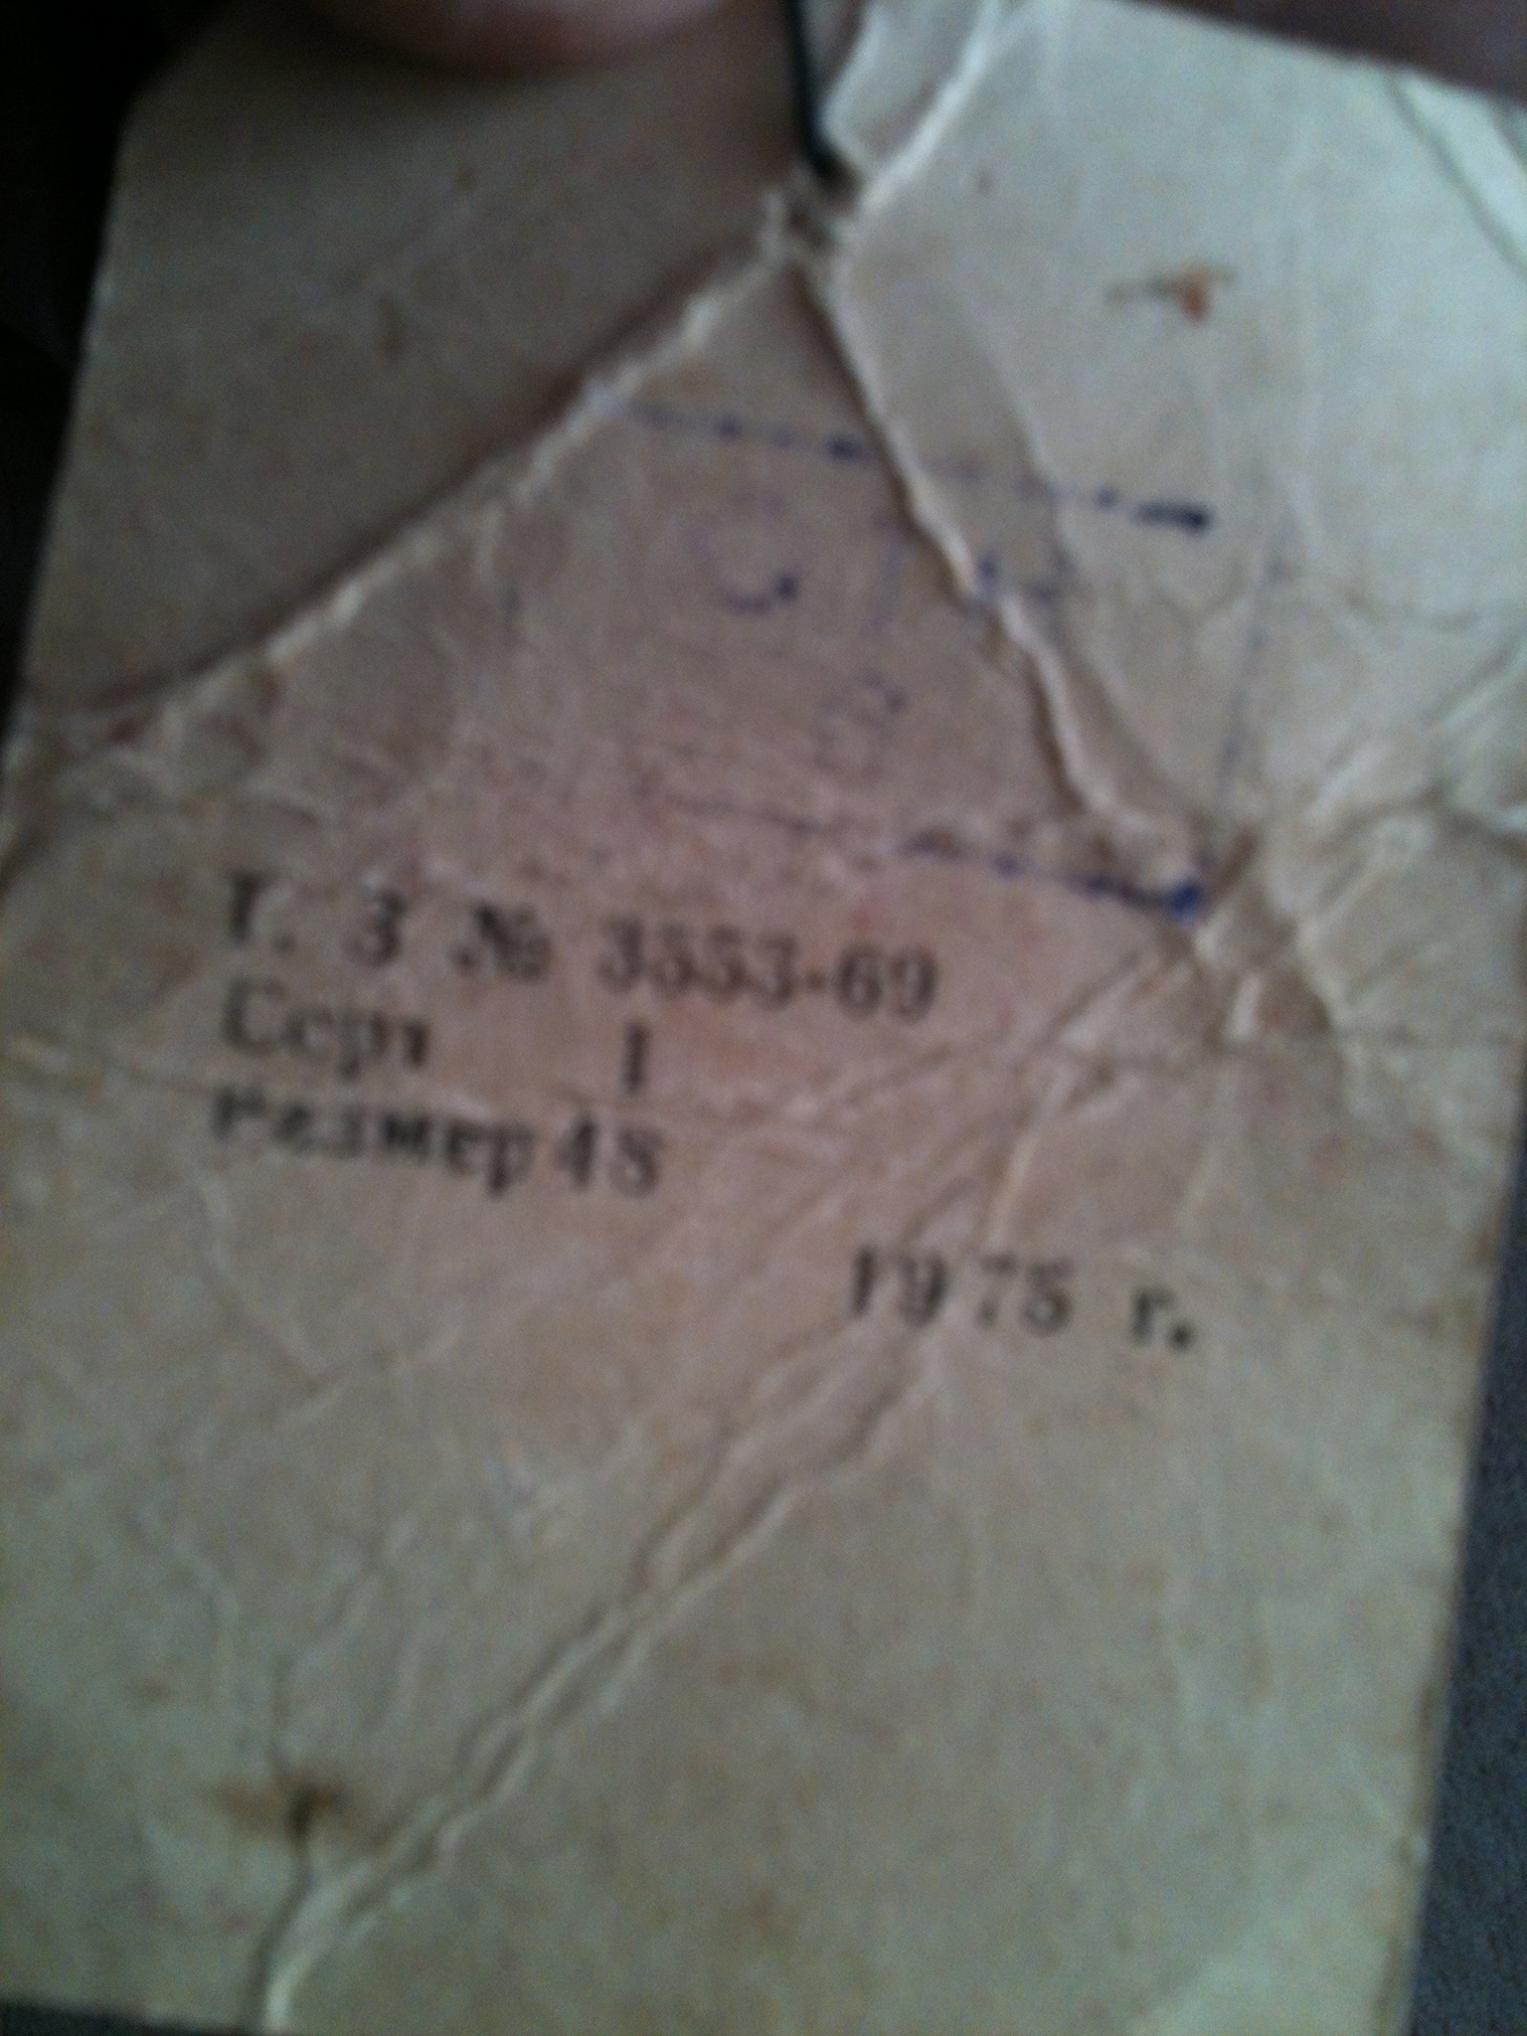 С
Т. З № 3553-69
Сорт 1
Размер 48
1975 г.